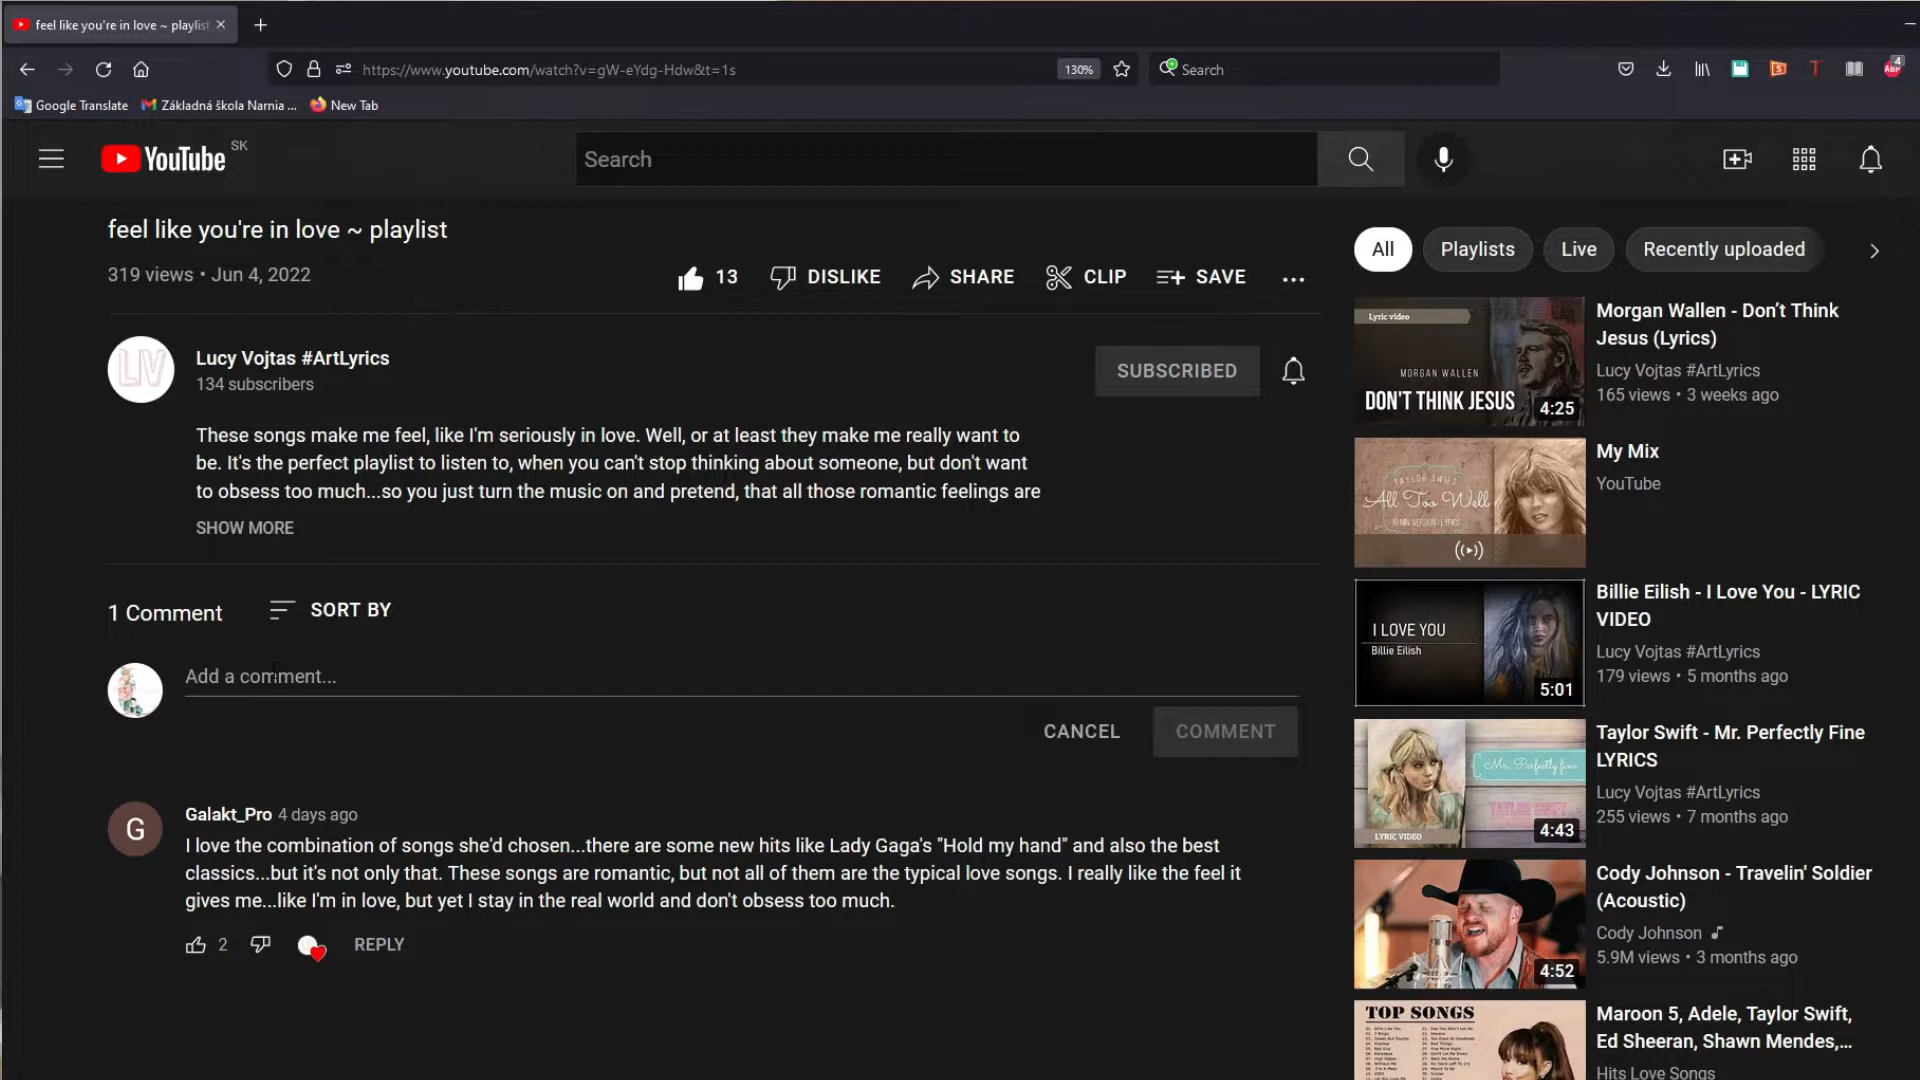 feel like you're in love ~ playlist
https://www.youtube.com/watch?v=gW-eYdg-Hdw&t=1s
130%
Search
4
ABP
Google Translate
Základná škola Narnia ...
New Tab
YouTube SK
Search
feel like you're in love ~ playlist
319 views • Jun 4, 2022
13
DISLIKE
SHARE
CLIP
SAVE
LV
Lucy Vojtas #ArtLyrics
134 subscribers
SUBSCRIBED
These songs make me feel, like I'm seriously in love. Well, or at least they make me really want to
be. It's the perfect playlist to listen to, when you can't stop thinking about someone, but don't want
to obsess too much...so you just turn the music on and pretend, that all those romantic feelings are
SHOW MORE
1 Comment
SORT BY
Add a comment...
CANCEL
COMMENT
G
Galakt_Pro 4 days ago
I love the combination of songs she'd chosen...there are some new hits like Lady Gaga's "Hold my hand" and also the best
classics...but it's not only that. These songs are romantic, but not all of them are the typical love songs. I really like the feel it
gives me...like I'm in love, but yet I stay in the real world and don't obsess too much.
2
REPLY
All
Playlists
Live
Recently uploaded
Lyric video
MORGAN WALLEN
DON'T THINK JESUS
4:25
Morgan Wallen - Don’t Think
Jesus (Lyrics)
Lucy Vojtas #ArtLyrics
165 views • 3 weeks ago
TAYLOR SWIFT
All Too Well
10 MIN. VERSION | LYRICS
My Mix
YouTube
I LOVE YOU
Billie Eilish
5:01
Billie Eilish - I Love You - LYRIC
VIDEO
Lucy Vojtas #ArtLyrics
179 views • 5 months ago
Mr. Perfectly fine
TAYLOR SWIFT
LYRIC VIDEO
4:43
Taylor Swift - Mr. Perfectly Fine
LYRICS
Lucy Vojtas #ArtLyrics
255 views • 7 months ago
4:52
Cody Johnson - Travelin' Soldier
(Acoustic)
Cody Johnson
5.9M views • 3 months ago
TOP SONGS
Maroon 5, Adele, Taylor Swift,
Ed Sheeran, Shawn Mendes,...
Hits Love Songs